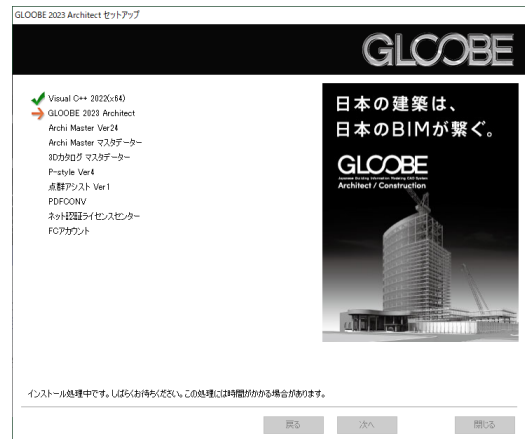 GLOOBE 2023 Architect セットアップ
GLOOBE
Visual C++ 2022(x64)
GLOOBE 2023 Architect
Archi Master Ver24
Archi Master マスタデーター
3Dカタログ マスタデーター
P-style Ver4
点群アシスト Ver1
PDFCONV
ネット認証ライセンスセンター
FCアカウント
日本の建築は、
日本のBIMが繋ぐ。
GLOOBE
Architect / Construction
インストール処理中です。しばらくお待ちください。この処理には時間がかかる場合があります。
戻る
次へ
閉じる